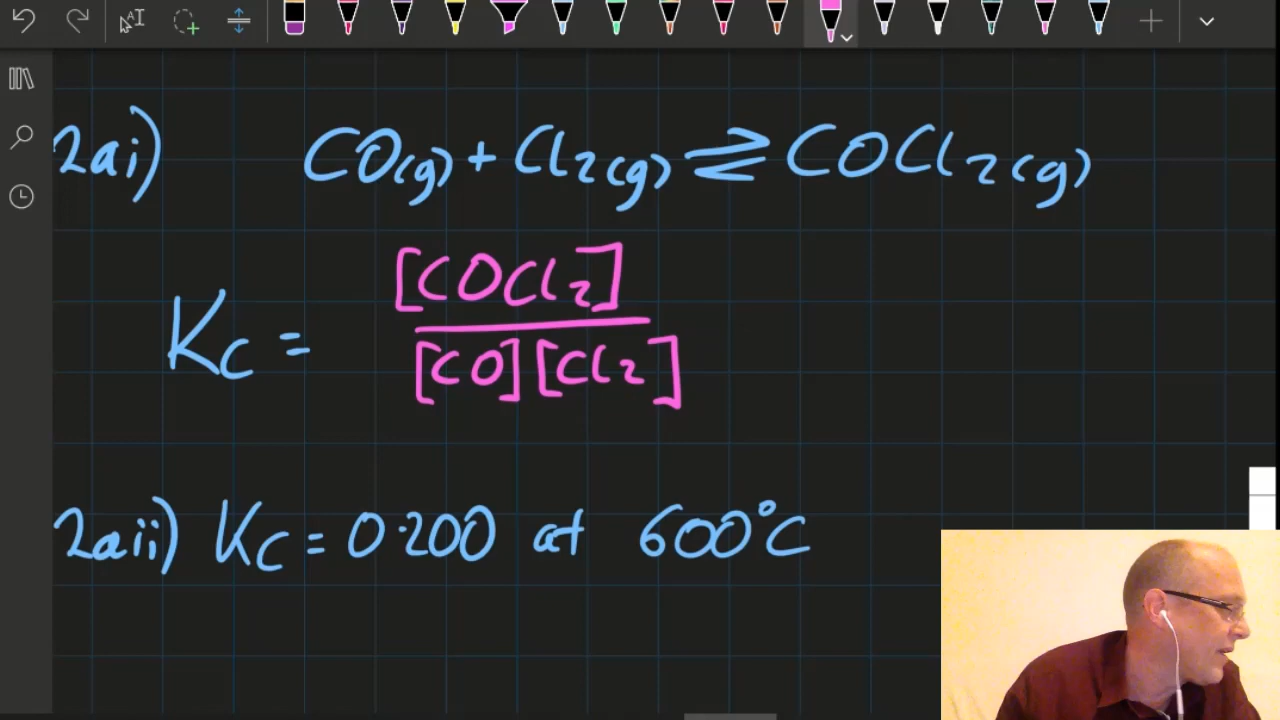 2ai) CO(g) + Cl2(g) ⇌ COCl2(g)
Kc = [COCl2]
[CO][Cl2]
2aii) Kc = 0.200 at 600°C